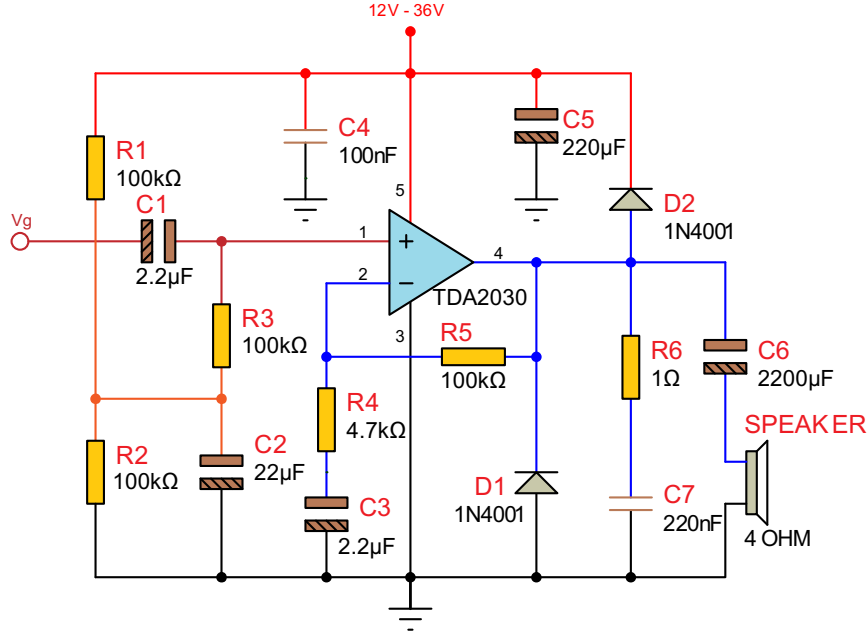 12V - 36V
C4
100nF
C5
220µF
R1
100kΩ
C1
2.2µF
Vg
5
1
2
3
4
TDA2030
D2
1N4001
R3
100kΩ
R5
100kΩ
R6
1Ω
C6
2200µF
R4
4.7kΩ
SPEAKER
R2
100kΩ
C2
22µF
C3
2.2µF
D1
1N4001
C7
220nF
4 OHM